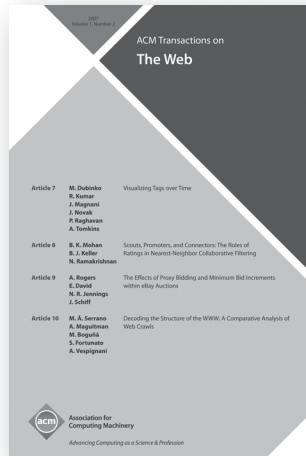 2007
Volume 1, Number 2
ACM Transactions on
The Web
Article 7 M. Dubinko Visualizing Tags over Time
R. Kumar
J. Magnani
J. Novak
P. Raghavan
A. Tomkins
Article 8 B. K. Mohan Scouts, Promoters, and Connectors: The Roles of
B. J. Keller Ratings in Nearest-Neighbor Collaborative Filtering
N. Ramakrishnan
Article 9 A. Rogers The Effects of Proxy Bidding and Minimum Bid Increments
E. David within eBay Auctions
N. R. Jennings
J. Schiff
Article 10 M. Á. Serrano Decoding the Structure of the WWW: A Comparative Analysis of
A. Maguitman Web Crawls
M. Boguñá
S. Fortunato
A. Vespignani
acm
Association for
Computing Machinery
Advancing Computing as a Science & Profession